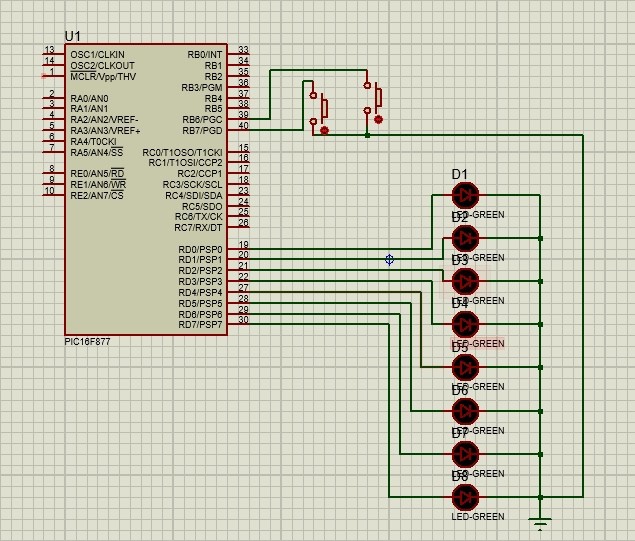 U1
13 OSC1/CLKIN RB0/INT 33
14 OSC2/CLKOUT RB1 34
1 MCLR/Vpp/THV RB2 35
RB3/PGM 36
2 RA0/AN0 RB4 37
3 RA1/AN1 RB5 38
4 RA2/AN2/VREF- RB6/PGC 39
5 RA3/AN3/VREF+ RB7/PGD 40
6 RA4/T0CKI
7 RA5/AN4/SS RC0/T1OSO/T1CKI 15
RC1/T1OSI/CCP2 16
8 RE0/AN5/RD RC2/CCP1 17
9 RE1/AN6/WR RC3/SCK/SCL 18
10 RE2/AN7/CS RC4/SDI/SDA 23
RC5/SDO 24
RC6/TX/CK 25
RC7/RX/DT 26
RD0/PSP0 19
RD1/PSP1 20
RD2/PSP2 21
RD3/PSP3 22
RD4/PSP4 27
RD5/PSP5 28
RD6/PSP6 29
RD7/PSP7 30
PIC16F877
D1
LED-GREEN
D2
LED-GREEN
D3
LED-GREEN
D4
LED-GREEN
D5
LED-GREEN
D6
LED-GREEN
D7
LED-GREEN
D8
LED-GREEN